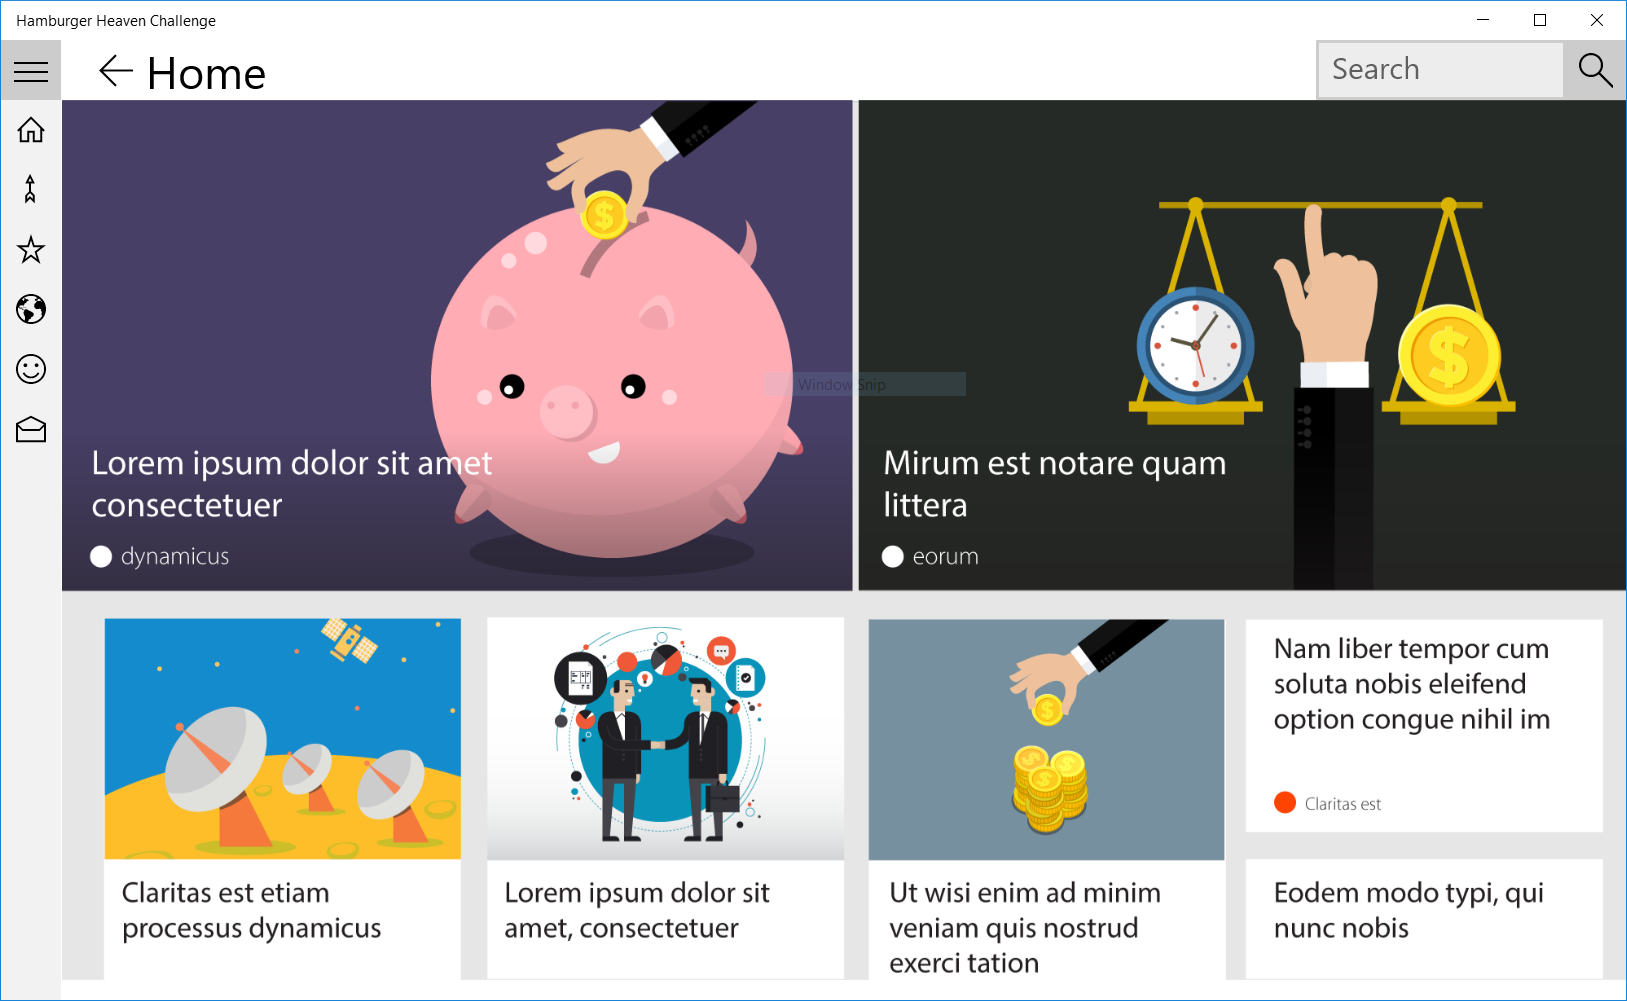 Hamburger Heaven Challenge
Home
Search
Window Snip
Lorem ipsum dolor sit amet
consectetuer
dynamicus
Mirum est notare quam
littera
eorum
Claritas est etiam
processus dynamicus
Lorem ipsum dolor sit
amet, consectetuer
Ut wisi enim ad minim
veniam quis nostrud
exerci tation
Nam liber tempor cum
soluta nobis eleifend
option congue nihil im
Claritas est
Eodem modo typi, qui
nunc nobis